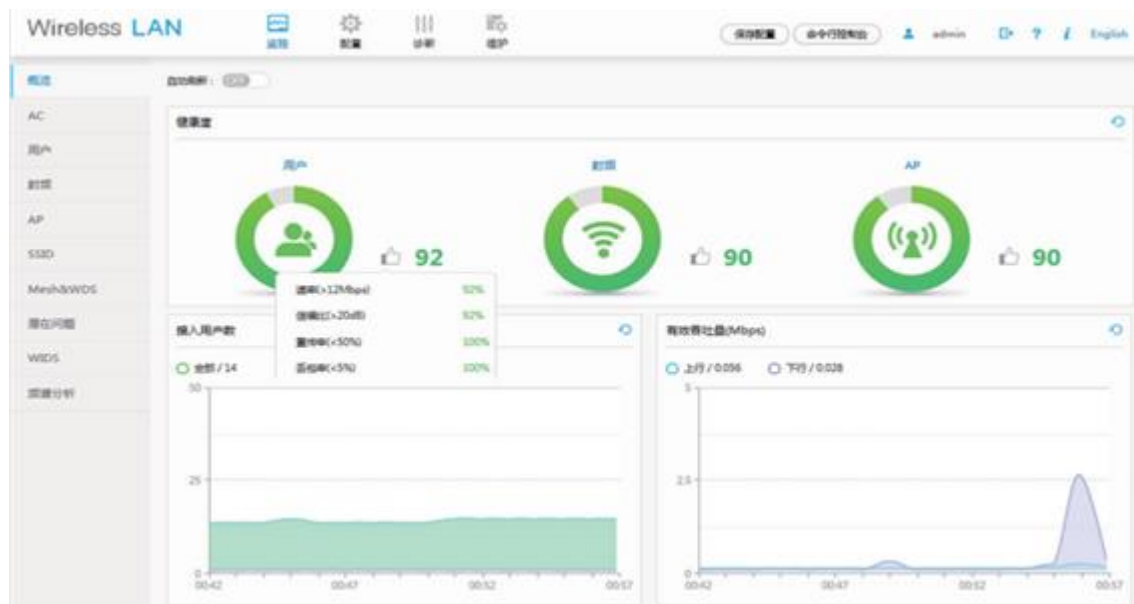 Wireless LAN
监控 配置 诊断 维护
保存配置 命令行控制台 admin ? i English
概览
AC
用户
射频
AP
SSID
Mesh&WDS
潜在问题
WIDS
频谱分析
自动刷新: OFF
健康度
用户 射频 AP
92 90 90
速率(>12Mbps) 92%
信噪比(>20dB) 92%
重传率(<50%) 100%
丢包率(<5%) 100%
接入用户数
全部 / 14
50
25
0
00:42 00:47 00:52 00:57
有效吞吐量(Mbps)
上行 / 0.056 下行 / 0.028
5
2.5
0
00:42 00:47 00:52 00:57